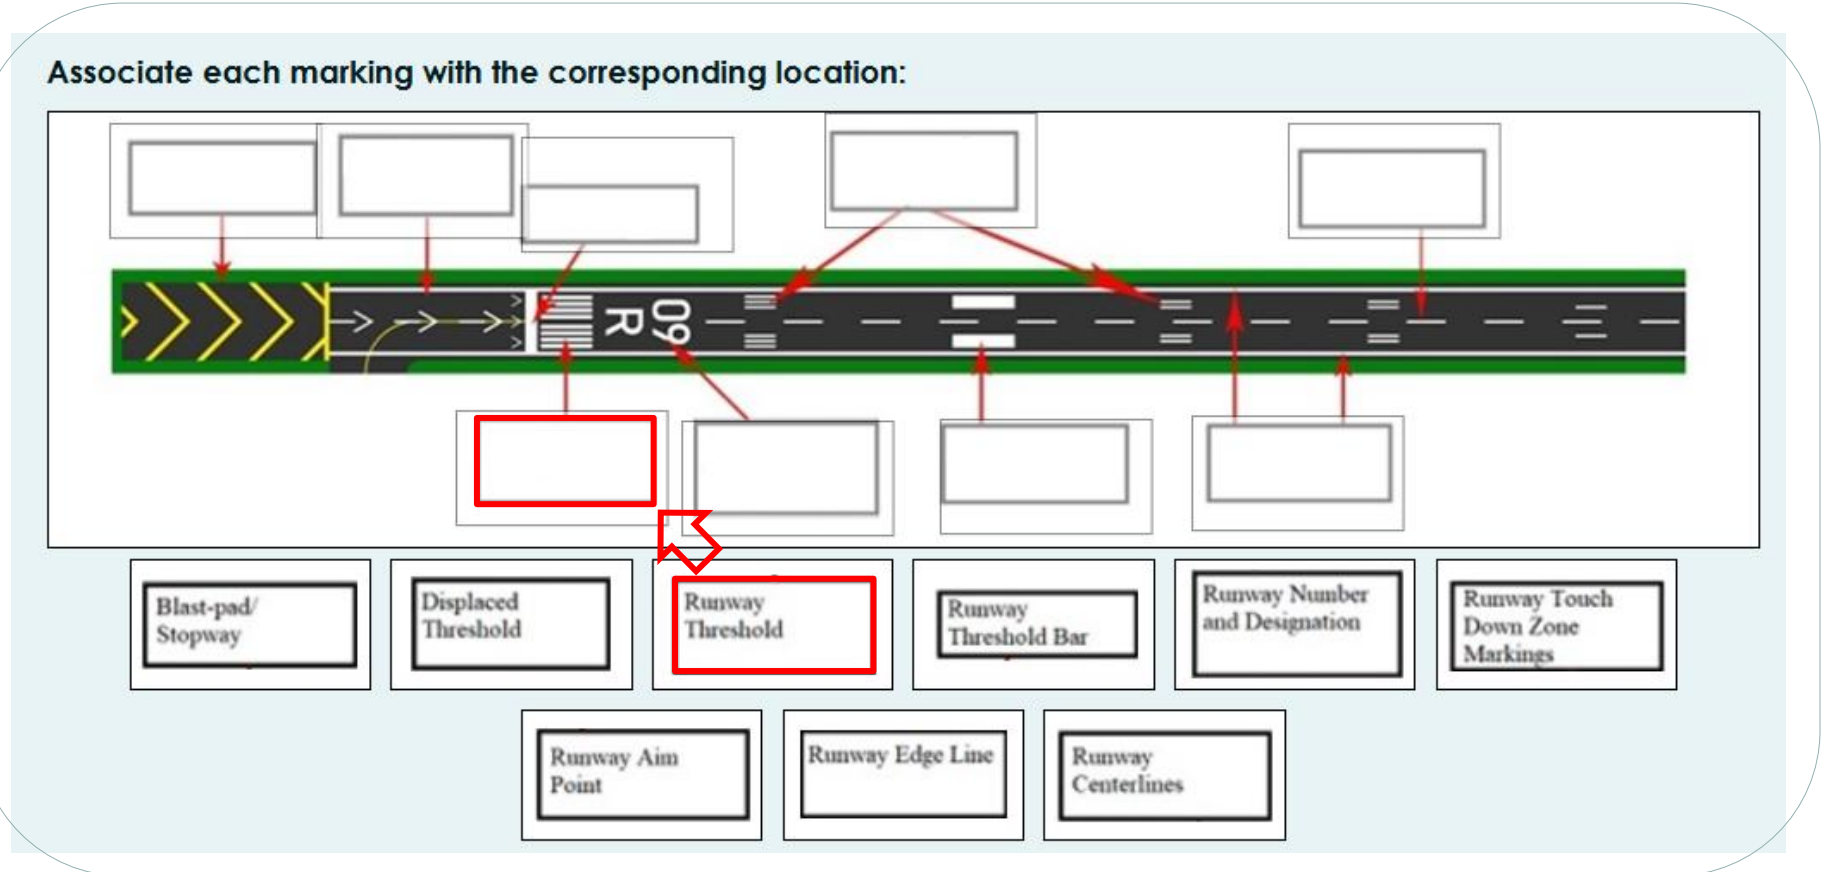 Associate each marking with the corresponding location:
09
R
Blast-pad/
Stopway
Displaced
Threshold
Runway
Threshold
Runway
Threshold Bar
Runway Number
and Designation
Runway Touch
Down Zone
Markings
Runway Aim
Point
Runway Edge Line
Runway
Centerlines